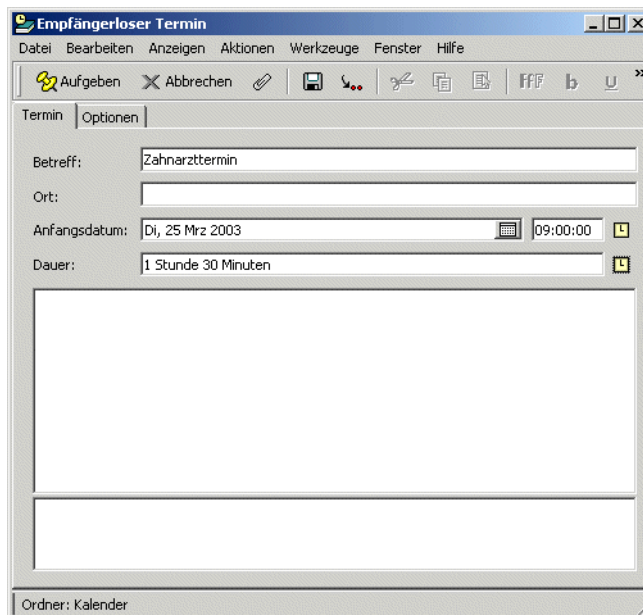 Empfängerloser Termin
Datei Bearbeiten Anzeigen Aktionen Werkzeuge Fenster Hilfe
Aufgeben Abbrechen FfF b U »
Termin Optionen
Betreff: Zahnarzttermin
Ort:
Anfangsdatum: Di, 25 Mrz 2003 09:00:00
Dauer: 1 Stunde 30 Minuten
Ordner: Kalender